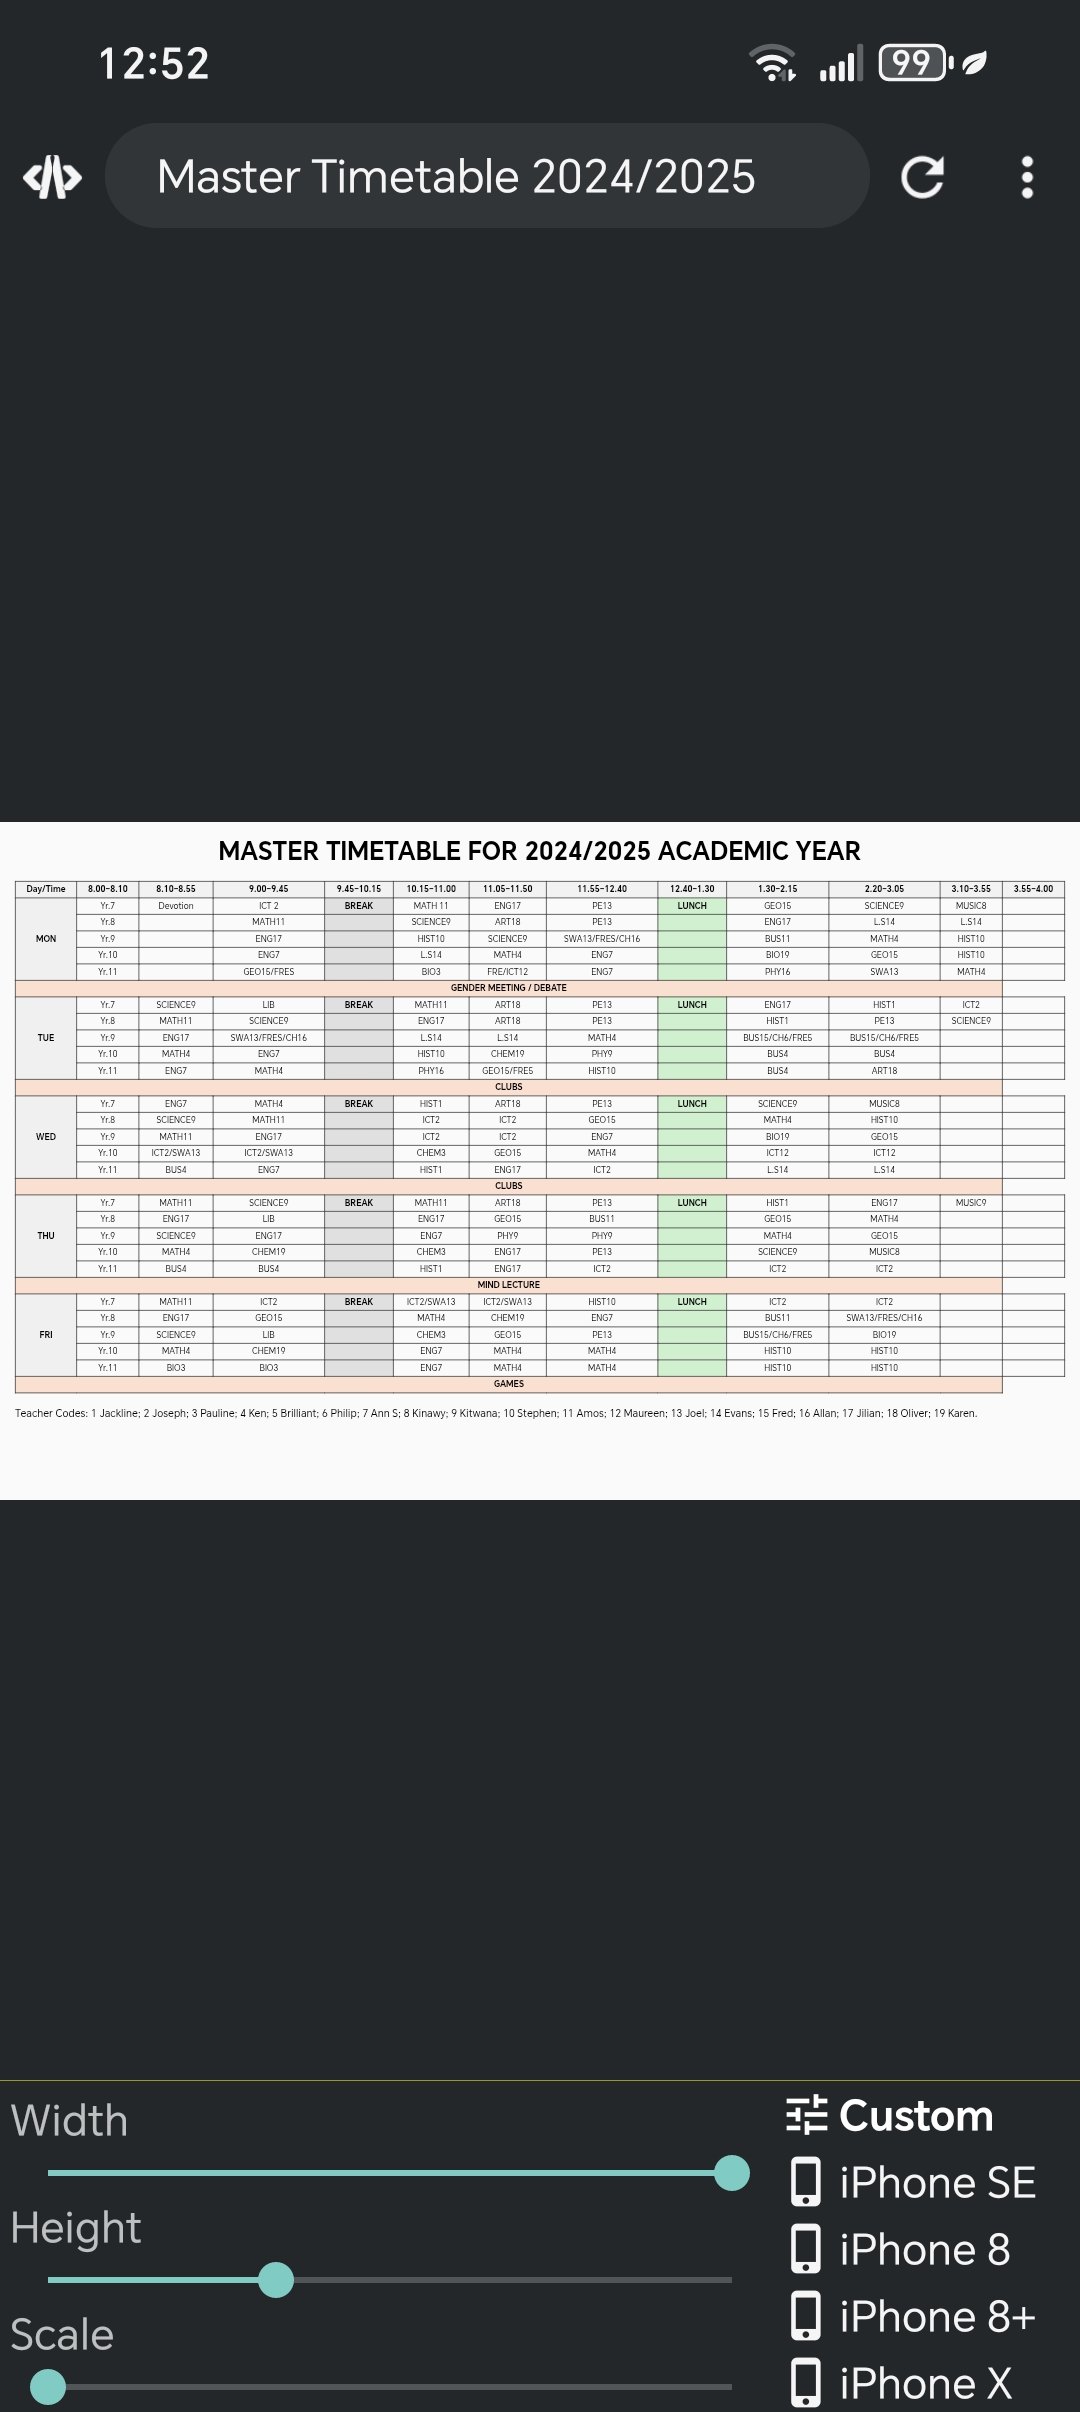 12:52
99
Master Timetable 2024/2025
MASTER TIMETABLE FOR 2024/2025 ACADEMIC YEAR
Day/Time 8.00-8.10 8.10-8.55 9.00-9.45 9.45-10.15 10.15-11.00 11.05-11.50 11.55-12.40 12.40-1.30 1.30-2.15 2.20-3.05 3.10-3.55 3.55-4.00
MON
Yr.7 Devotion ICT 2 BREAK MATH 11 ENG17 PE13 LUNCH GEO15 SCIENCE9 MUSIC8
Yr.8 MATH11 SCIENCE9 ART18 PE13 ENG17 L.S14 L.S14
Yr.9 ENG17 HIST10 SCIENCE9 SWA13/FRES/CH16 BUS11 MATH4 HIST10
Yr.10 ENG7 L.S14 MATH4 ENG7 BIO19 GEO15 HIST10
Yr.11 GEO15/FRES BIO3 FRE/ICT12 ENG7 PHY16 SWA13 MATH4
GENDER MEETING / DEBATE
TUE
Yr.7 SCIENCE9 LIB BREAK MATH11 ART18 PE13 LUNCH ENG17 HIST1 ICT2
Yr.8 MATH11 SCIENCE9 ENG17 ART18 PE13 HIST1 PE13 SCIENCE9
Yr.9 ENG17 SWA13/FRES/CH16 L.S14 L.S14 MATH4 BUS15/CH6/FRE5 BUS15/CH6/FRE5
Yr.10 MATH4 ENG7 HIST10 CHEM19 PHY9 BUS4 BUS4
Yr.11 ENG7 MATH4 PHY16 GEO15/FRE5 HIST10 BUS4 ART18
CLUBS
WED
Yr.7 ENG7 MATH4 BREAK HIST1 ART18 PE13 LUNCH SCIENCE9 MUSIC8
Yr.8 SCIENCE9 MATH11 ICT2 ICT2 GEO15 MATH4 HIST10
Yr.9 MATH11 ENG17 ICT2 ICT2 ENG7 BIO19 GEO15
Yr.10 ICT2/SWA13 ICT2/SWA13 CHEM3 GEO15 MATH4 ICT12 ICT12
Yr.11 BUS4 ENG7 HIST1 ENG17 ICT2 L.S14 L.S14
CLUBS
THU
Yr.7 MATH11 SCIENCE9 BREAK MATH11 ART18 PE13 LUNCH HIST1 ENG17 MUSIC9
Yr.8 ENG17 LIB ENG17 GEO15 BUS11 GEO15 MATH4
Yr.9 SCIENCE9 ENG17 ENG7 PHY9 PHY9 MATH4 GEO15
Yr.10 MATH4 CHEM19 CHEM3 ENG17 PE13 SCIENCE9 MUSIC8
Yr.11 BUS4 BUS4 HIST1 ENG17 ICT2 ICT2 ICT2
MIND LECTURE
FRI
Yr.7 MATH11 ICT2 BREAK ICT2/SWA13 ICT2/SWA13 HIST10 LUNCH ICT2 ICT2
Yr.8 ENG17 GEO15 MATH4 CHEM19 ENG7 BUS11 SWA13/FRES/CH16
Yr.9 SCIENCE9 LIB CHEM3 GEO15 PE13 BUS15/CH6/FRE5 BIO19
Yr.10 MATH4 CHEM19 ENG7 MATH4 MATH4 HIST10 HIST10
Yr.11 BIO3 BIO3 ENG7 MATH4 MATH4 HIST10 HIST10
GAMES
Teacher Codes: 1 Jackline; 2 Joseph; 3 Pauline; 4 Ken; 5 Brilliant; 6 Philip; 7 Ann S; 8 Kinawy; 9 Kitwana; 10 Stephen; 11 Amos; 12 Maureen; 13 Joel; 14 Evans; 15 Fred; 16 Allan; 17 Jilian; 18 Oliver; 19 Karen.
Width
Height
Scale
Custom
iPhone SE
iPhone 8
iPhone 8+
iPhone X